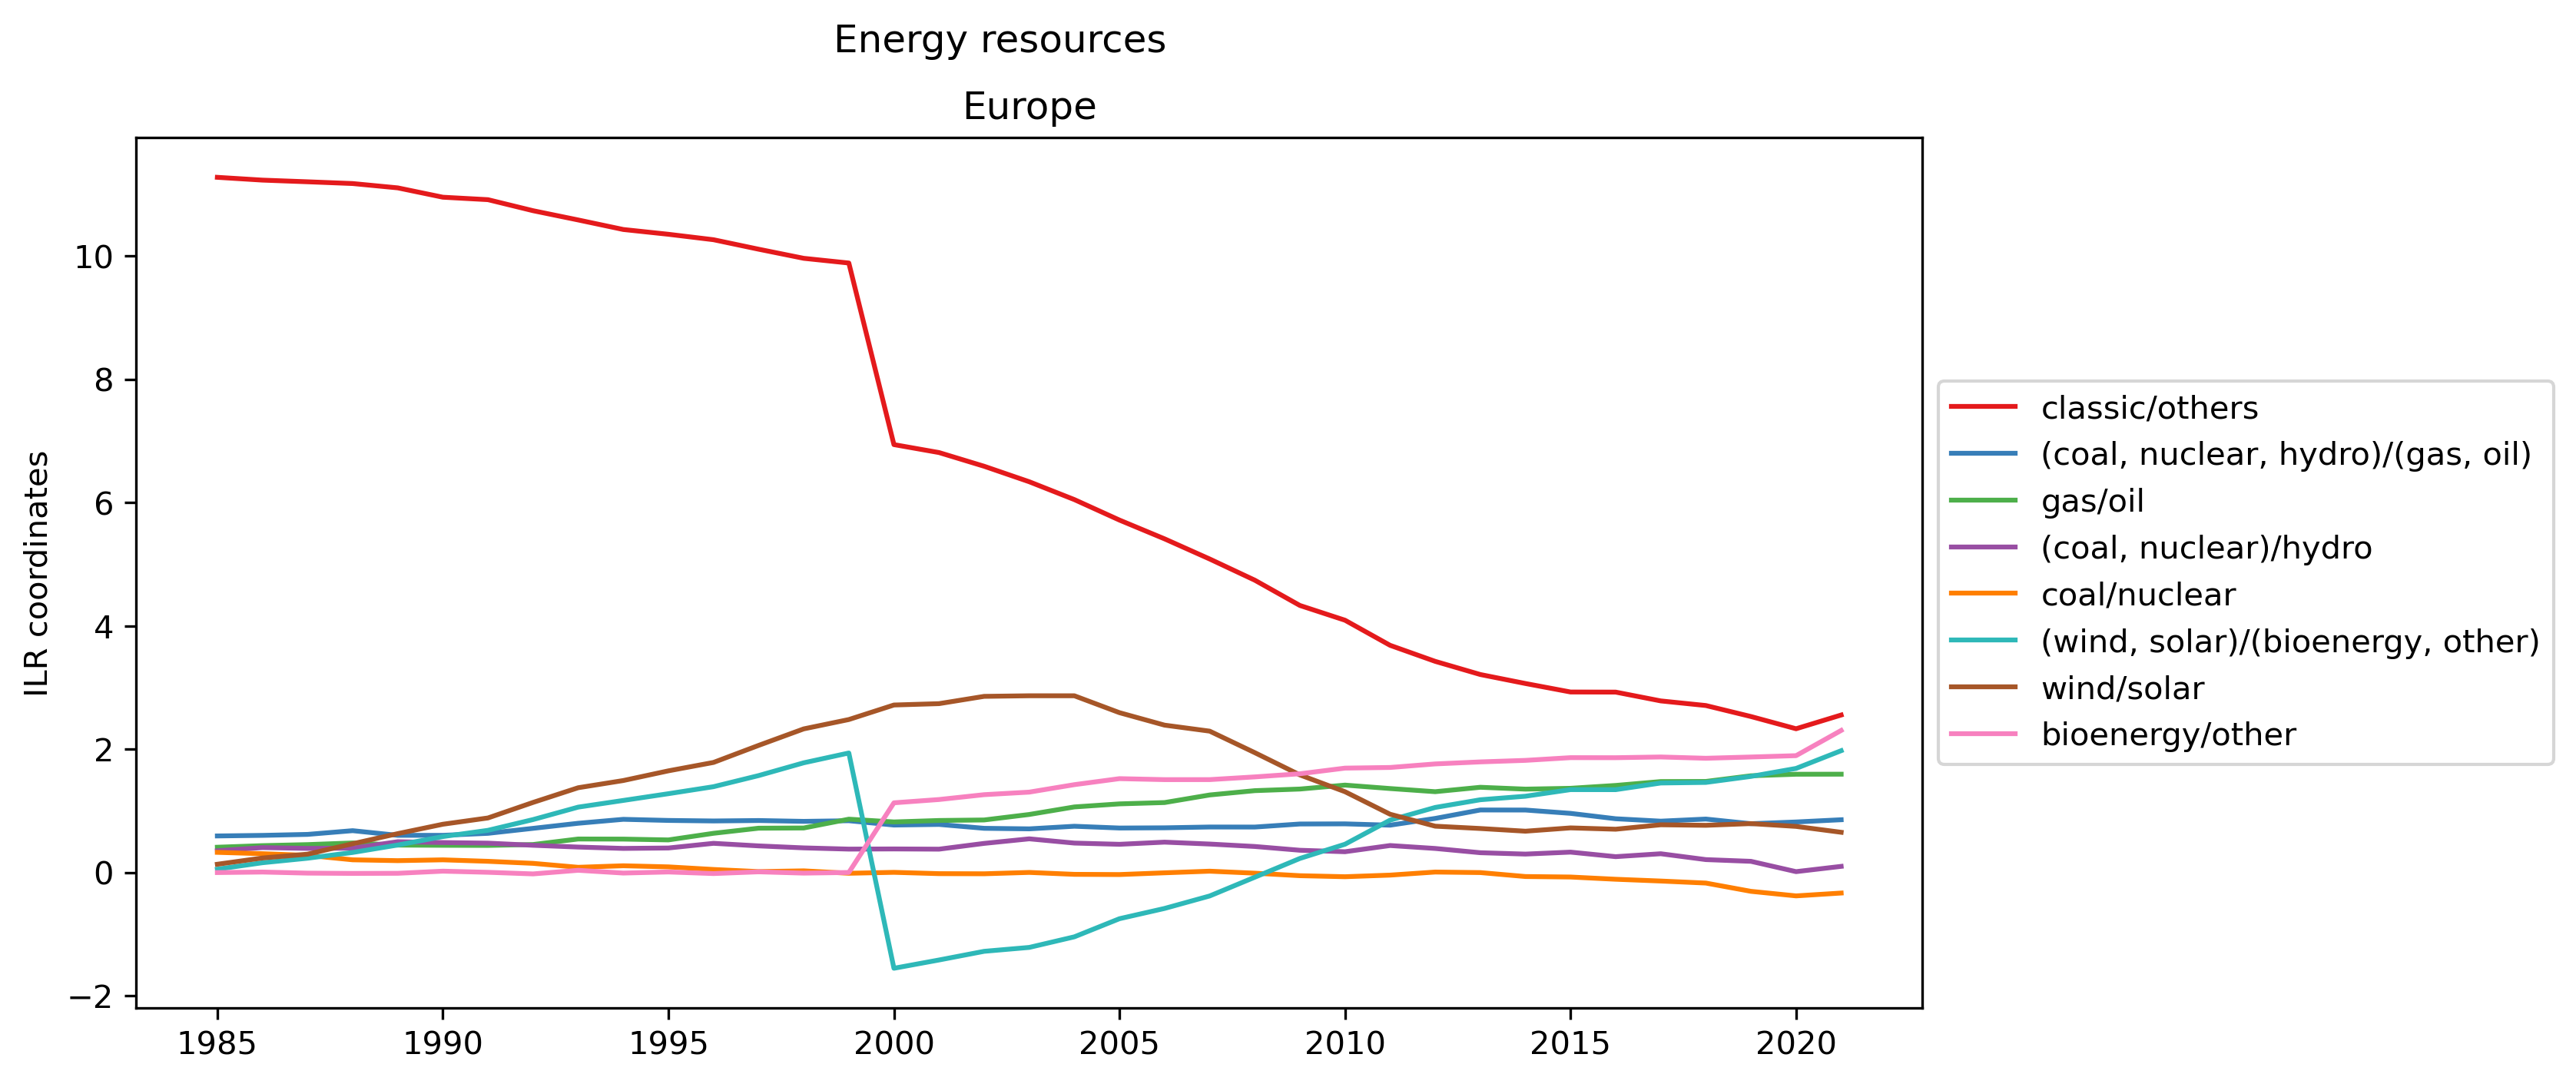 Energy resources
Europe
ILR coordinates
10
8
6
4
2
0
−2
1985 1990 1995 2000 2005 2010 2015 2020
classic/others
(coal, nuclear, hydro)/(gas, oil)
gas/oil
(coal, nuclear)/hydro
coal/nuclear
(wind, solar)/(bioenergy, other)
wind/solar
bioenergy/other